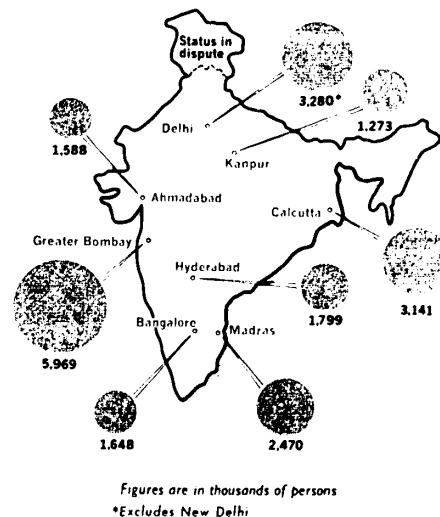 Status in
dispute
3,280*
Delhi
1,273
Kanpur
1,588
Ahmadabad
Calcutta
Greater Bombay
Hyderabad
3,141
1,799
Bangalore
Madras
5,969
1,648
2,470
Figures are in thousands of persons
*Excludes New Delhi